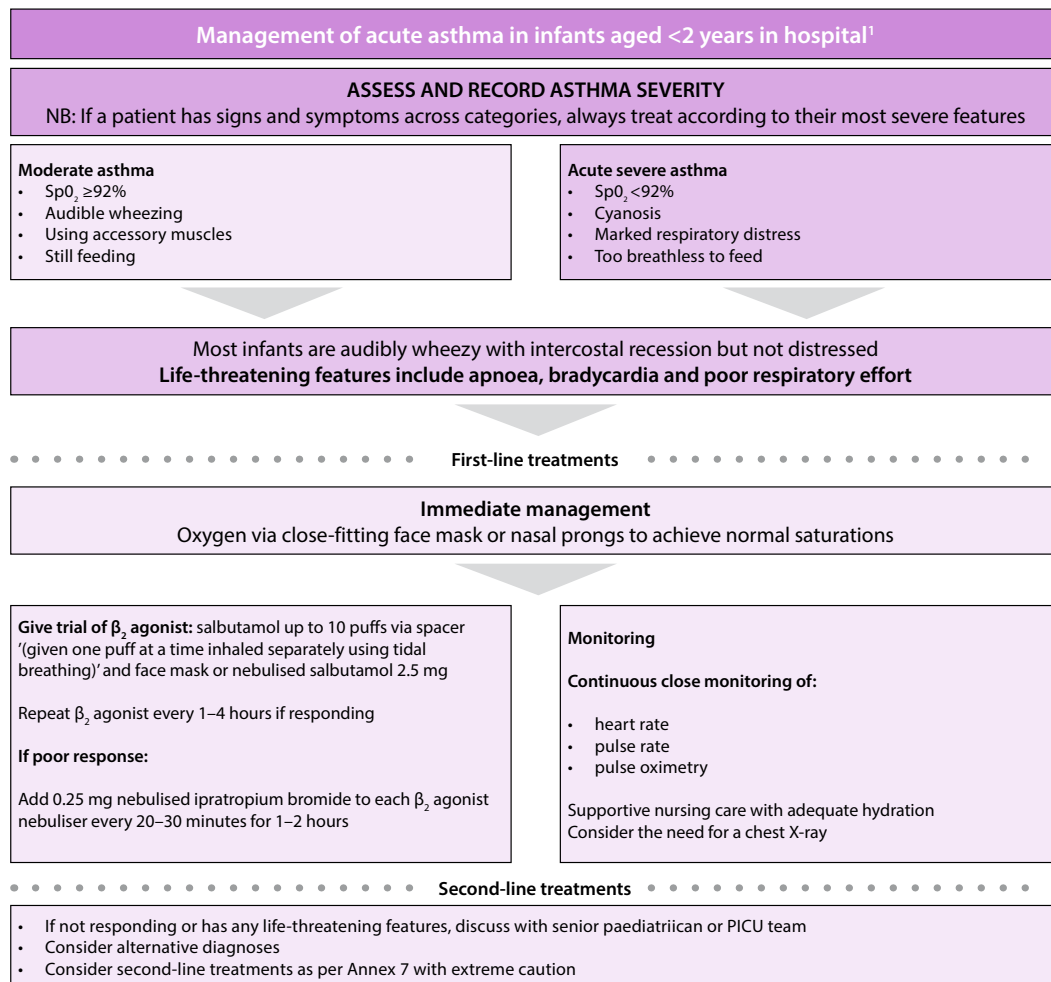 Management of acute asthma in infants aged <2 years in hospital¹
ASSESS AND RECORD ASTHMA SEVERITY
NB: If a patient has signs and symptoms across categories, always treat according to their most severe features
Moderate asthma
• Sp0₂ ≥92%
• Audible wheezing
• Using accessory muscles
• Still feeding
Acute severe asthma
• Sp0₂ <92%
• Cyanosis
• Marked respiratory distress
• Too breathless to feed
Most infants are audibly wheezy with intercostal recession but not distressed
Life-threatening features include apnoea, bradycardia and poor respiratory effort
First-line treatments
Immediate management
Oxygen via close-fitting face mask or nasal prongs to achieve normal saturations
Give trial of β₂ agonist: salbutamol up to 10 puffs via spacer
'(given one puff at a time inhaled separately using tidal
breathing)' and face mask or nebulised salbutamol 2.5 mg
Repeat β₂ agonist every 1–4 hours if responding
If poor response:
Add 0.25 mg nebulised ipratropium bromide to each β₂ agonist
nebuliser every 20–30 minutes for 1–2 hours
Monitoring
Continuous close monitoring of:
• heart rate
• pulse rate
• pulse oximetry
Supportive nursing care with adequate hydration
Consider the need for a chest X-ray
Second-line treatments
• If not responding or has any life-threatening features, discuss with senior paediatriican or PICU team
• Consider alternative diagnoses
• Consider second-line treatments as per Annex 7 with extreme caution